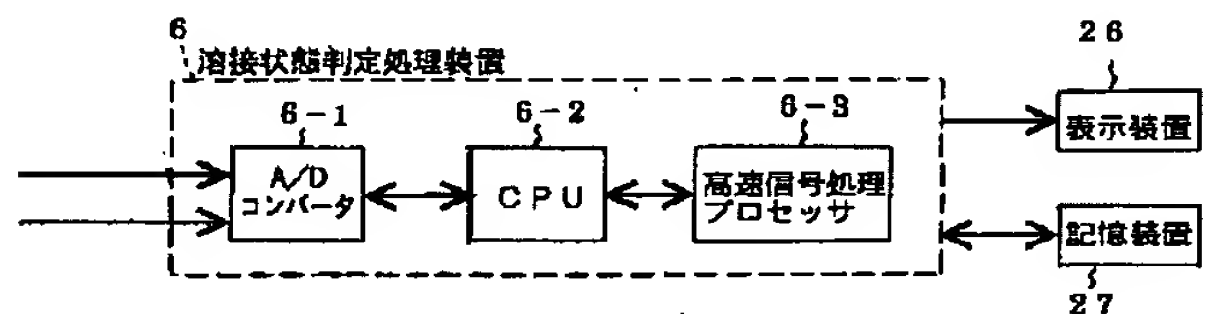 6
溶接状態判定処理装置
6-1
6-2
6-3
26
A/D
コンバータ
CPU
高速信号処理
プロセッサ
表示装置
記憶装置
27